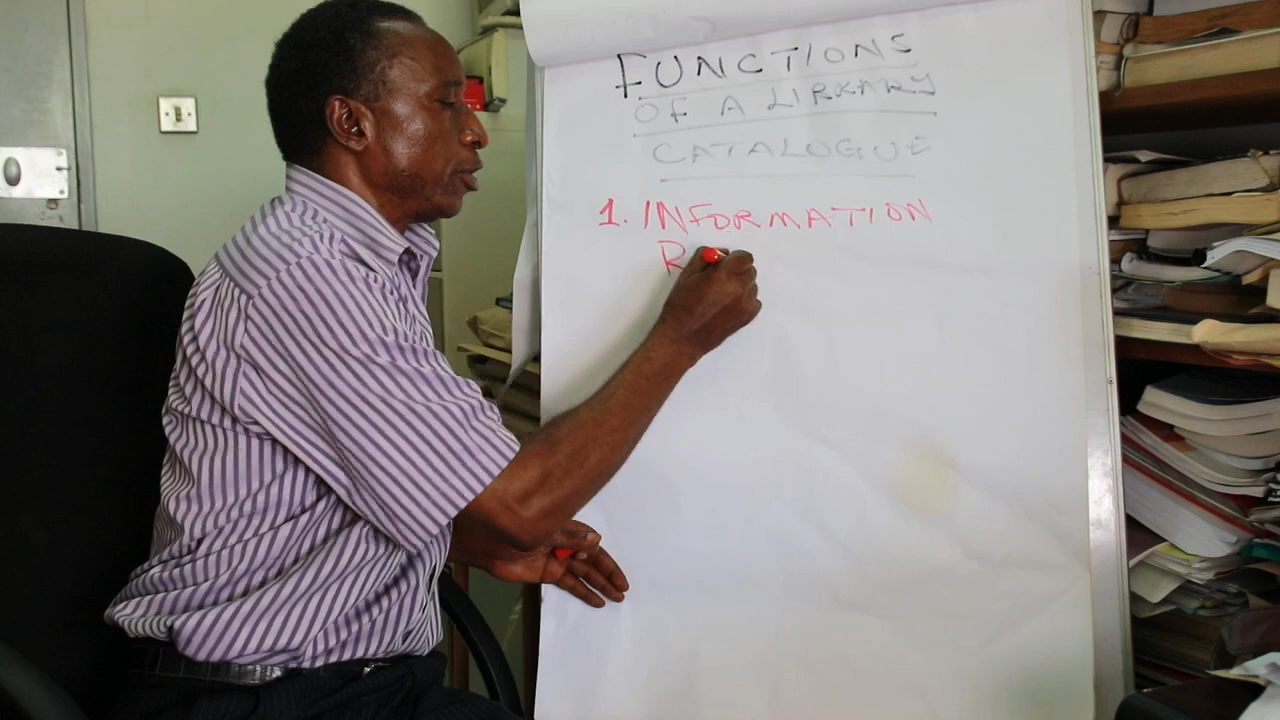 FUNCTIONS
OF A LIBRARY
CATALOGUE
1. INFORMATION
R